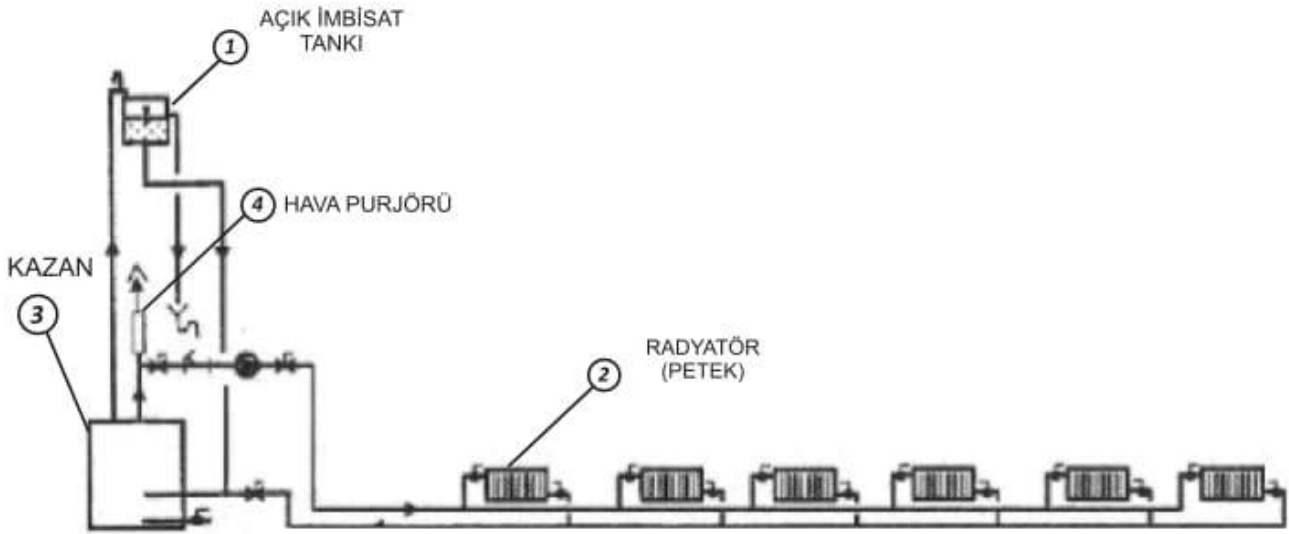 AÇIK İMBİSAT
TANKI
1
4 HAVA PURJÖRÜ
KAZAN
3
RADYATÖR
(PETEK)
2